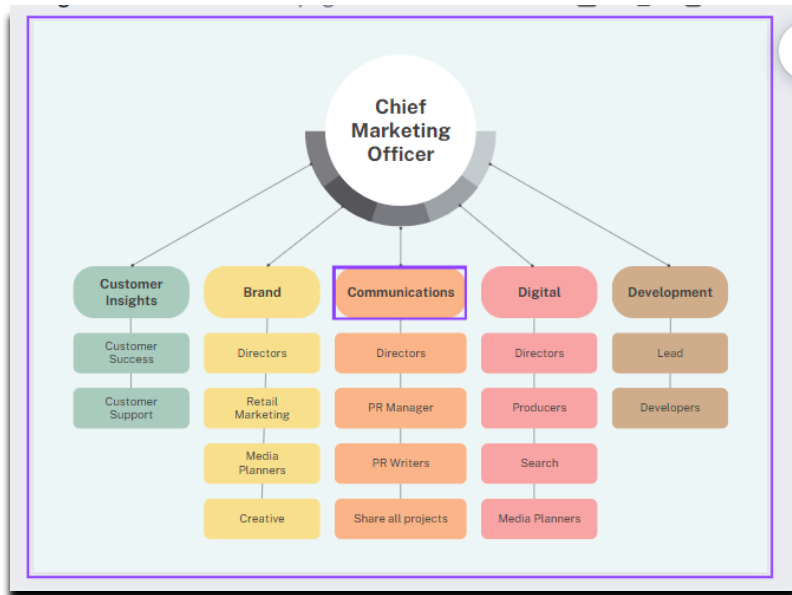 Chief
Marketing
Officer
Customer
Insights
Brand
Communications
Digital
Development
Customer
Success
Directors
Directors
Directors
Lead
Customer
Support
Retail
Marketing
PR Manager
Producers
Developers
Media
Planners
PR Writers
Search
Creative
Share all projects
Media Planners